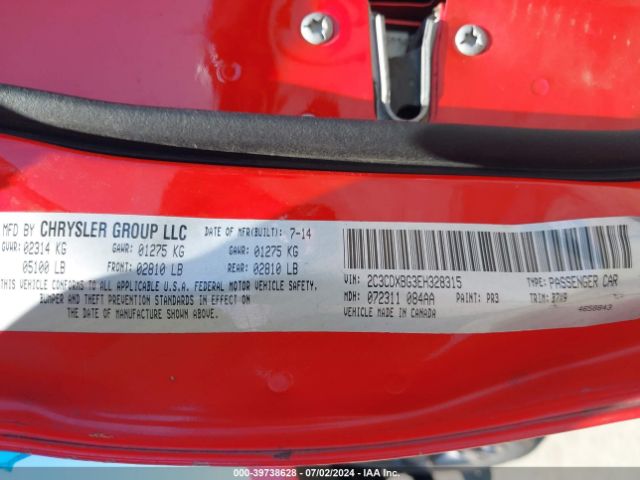 MFD BY CHRYSLER GROUP LLC DATE OF MFR(BUILT): 7-14
GVWR: 02314 KG GAWR: 01275 KG GAWR: 01275 KG
05100 LB FRONT: 02810 LB REAR: 02810 LB
THIS VEHICLE CONFORMS TO ALL APPLICABLE U.S.A. FEDERAL MOTOR VEHICLE SAFETY,
BUMPER AND THEFT PREVENTION STANDARDS IN EFFECT ON
THE DATE OF MANUFACTURE SHOWN ABOVE.
VIN: 2C3CDXBG3EH328315 TYPE: PASSENGER CAR
MDH: 072311 084AA PAINT: PR3 TRIM: B7X9
VEHICLE MADE IN CANADA 4658843
000-39738628 | 07/02/2024 | IAA Inc.